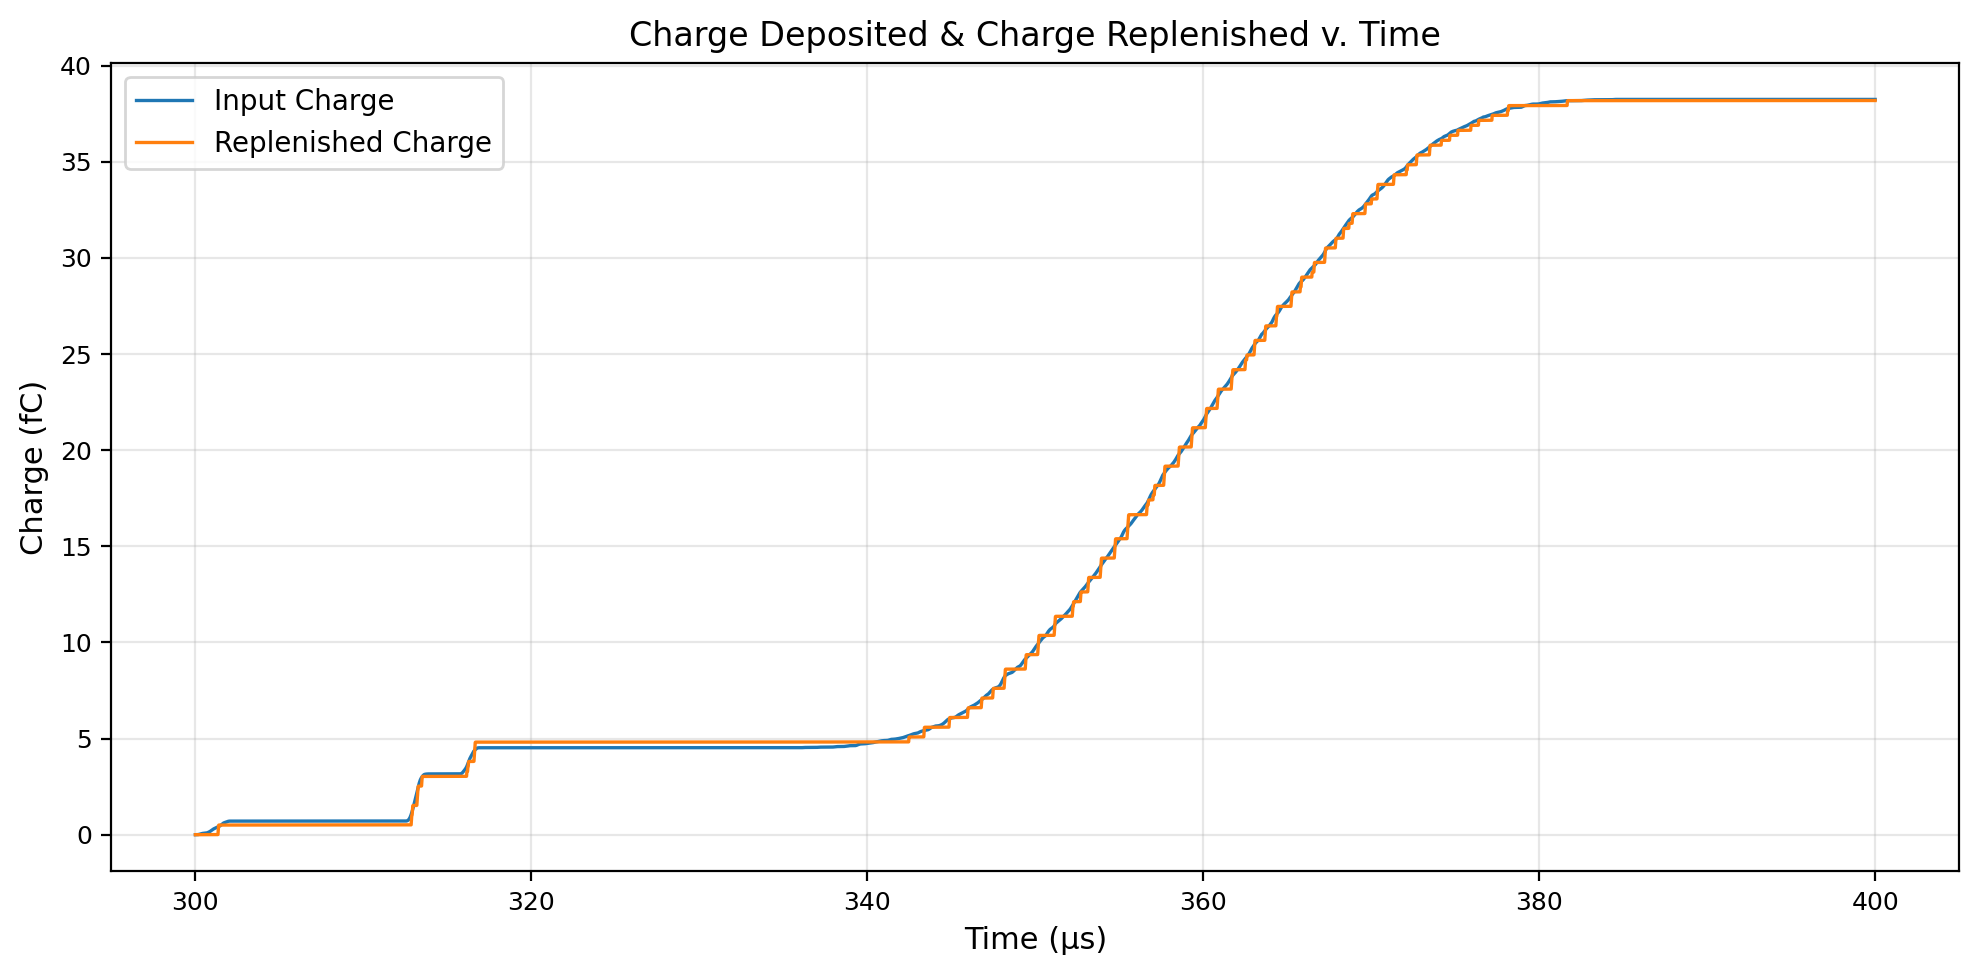 Charge Deposited & Charge Replenished v. Time
Input Charge
Replenished Charge
40
35
30
25
20
15
10
5
0
Charge (fC)
300 320 340 360 380 400
Time (μs)